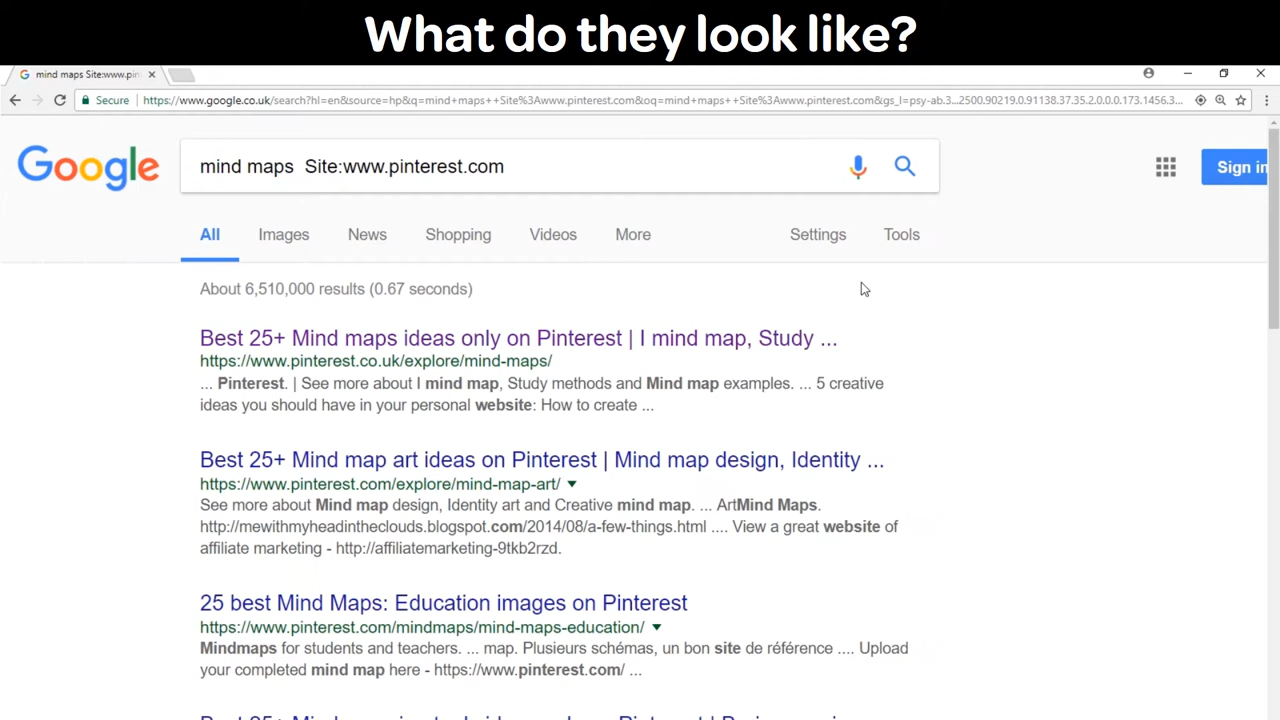 What do they look like?
mind maps Site:www.pin
Secure https://www.google.co.uk/search?hl=en&source=hp&q=mind+maps++Site%3Awww.pinterest.com&oq=mind+maps++Site%3Awww.pinterest.com&gs_l=psy-ab.3...2500.90219.0.91138.37.35.2.0.0.0.173.1456.3...
Google
mind maps  Site:www.pinterest.com
Sign in
All Images News Shopping Videos More Settings Tools
About 6,510,000 results (0.67 seconds)
Best 25+ Mind maps ideas only on Pinterest | I mind map, Study ...
https://www.pinterest.co.uk/explore/mind-maps/
... Pinterest. | See more about I mind map, Study methods and Mind map examples. ... 5 creative
ideas you should have in your personal website: How to create ...
Best 25+ Mind map art ideas on Pinterest | Mind map design, Identity ...
https://www.pinterest.com/explore/mind-map-art/
See more about Mind map design, Identity art and Creative mind map. ... ArtMind Maps.
http://mewithmyheadintheclouds.blogspot.com/2014/08/a-few-things.html .... View a great website of
affiliate marketing - http://affiliatemarketing-9tkb2rzd.
25 best Mind Maps: Education images on Pinterest
https://www.pinterest.com/mindmaps/mind-maps-education/
Mindmaps for students and teachers. ... map. Plusieurs schémas, un bon site de référence .... Upload
your completed mind map here - https://www.pinterest.com/ ...